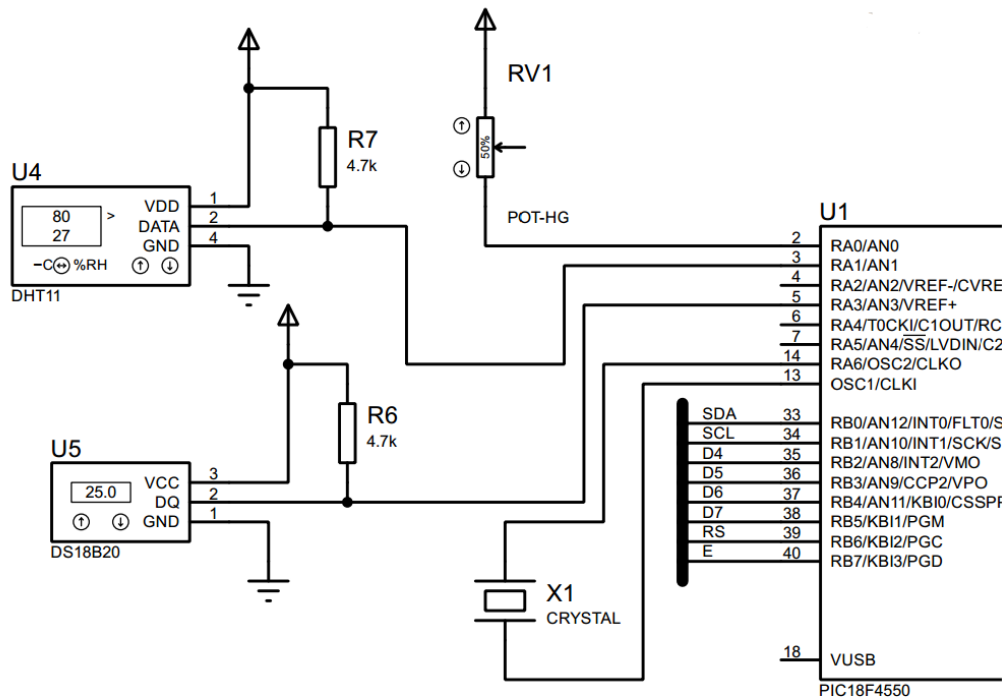 RV1
50%
POT-HG
R7
4.7k
U4
80
27
>
VDD
DATA
GND
1
2
4
−C %RH
DHT11
R6
4.7k
U5
25.0
VCC
DQ
GND
3
2
1
DS18B20
X1
CRYSTAL
U1
2 RA0/AN0
3 RA1/AN1
4 RA2/AN2/VREF-/CVRE
5 RA3/AN3/VREF+
6 RA4/T0CKI/C1OUT/RC
7 RA5/AN4/SS/LVDIN/C2
14 RA6/OSC2/CLKO
13 OSC1/CLKI
SDA 33 RB0/AN12/INT0/FLT0/S
SCL 34 RB1/AN10/INT1/SCK/S
D4 35 RB2/AN8/INT2/VMO
D5 36 RB3/AN9/CCP2/VPO
D6 37 RB4/AN11/KBI0/CSSPP
D7 38 RB5/KBI1/PGM
RS 39 RB6/KBI2/PGC
E 40 RB7/KBI3/PGD
18 VUSB
PIC18F4550